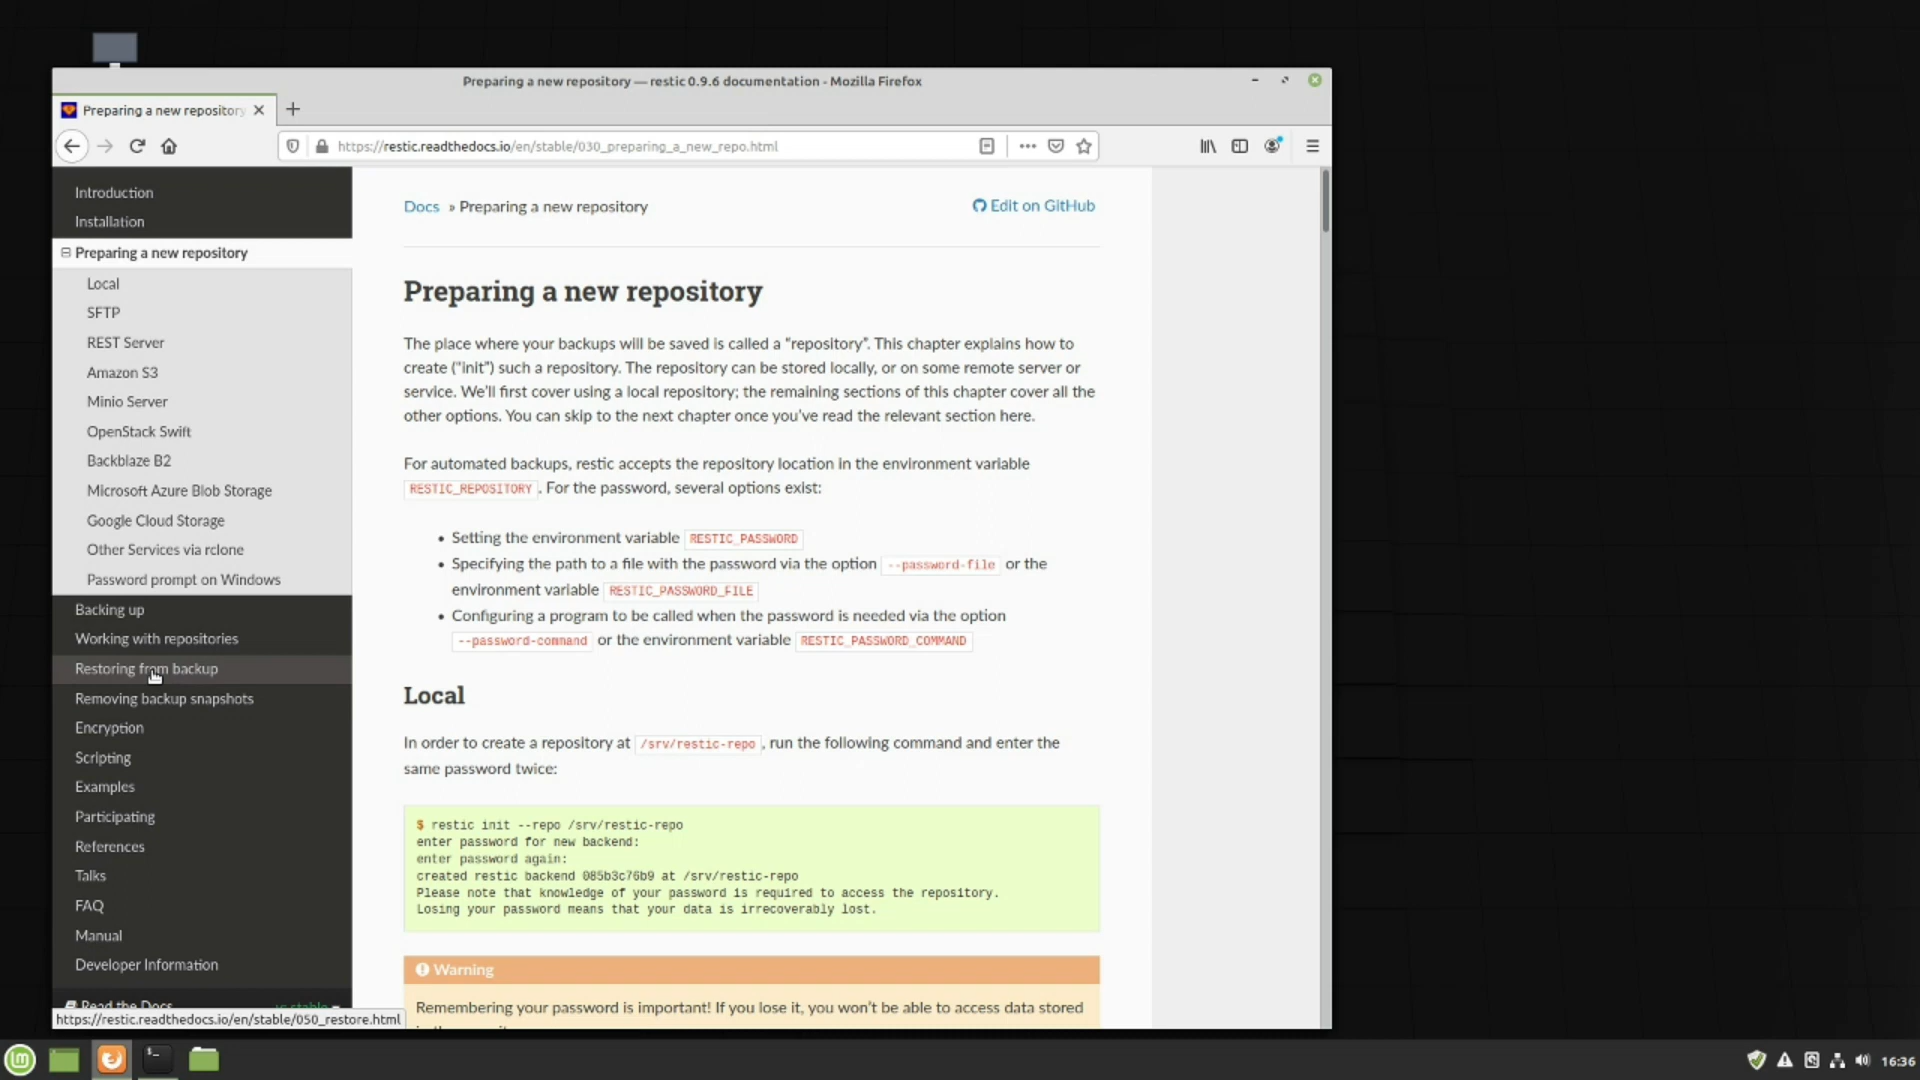 Preparing a new repository — restic 0.9.6 documentation - Mozilla Firefox
Preparing a new repository
https://restic.readthedocs.io/en/stable/030_preparing_a_new_repo.html
Introduction
Installation
Preparing a new repository
Local
SFTP
REST Server
Amazon S3
Minio Server
OpenStack Swift
Backblaze B2
Microsoft Azure Blob Storage
Google Cloud Storage
Other Services via rclone
Password prompt on Windows
Backing up
Working with repositories
Restoring from backup
Removing backup snapshots
Encryption
Scripting
Examples
Participating
References
Talks
FAQ
Manual
Developer Information
Read the Docs
https://restic.readthedocs.io/en/stable/050_restore.html
Docs » Preparing a new repository
Edit on GitHub
Preparing a new repository
The place where your backups will be saved is called a “repository”. This chapter explains how to
create (“init”) such a repository. The repository can be stored locally, or on some remote server or
service. We’ll first cover using a local repository; the remaining sections of this chapter cover all the
other options. You can skip to the next chapter once you’ve read the relevant section here.
For automated backups, restic accepts the repository location in the environment variable
RESTIC_REPOSITORY . For the password, several options exist:
• Setting the environment variable RESTIC_PASSWORD
• Specifying the path to a file with the password via the option --password-file or the
environment variable RESTIC_PASSWORD_FILE
• Configuring a program to be called when the password is needed via the option
--password-command or the environment variable RESTIC_PASSWORD_COMMAND
Local
In order to create a repository at /srv/restic-repo , run the following command and enter the
same password twice:
$ restic init --repo /srv/restic-repo
enter password for new backend:
enter password again:
created restic backend 085b3c76b9 at /srv/restic-repo
Please note that knowledge of your password is required to access the repository.
Losing your password means that your data is irrecoverably lost.
Warning
Remembering your password is important! If you lose it, you won’t be able to access data stored
16:36